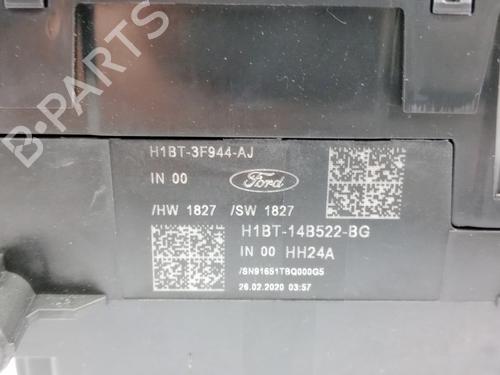 B-PARTS
H1BT-3F944-AJ
IN 00
Ford
/HW 1827 /SW 1827
H1BT-14B522-BG
IN 00 HH24A
/SN91651TBQ000G5
26.02.2020 03:57